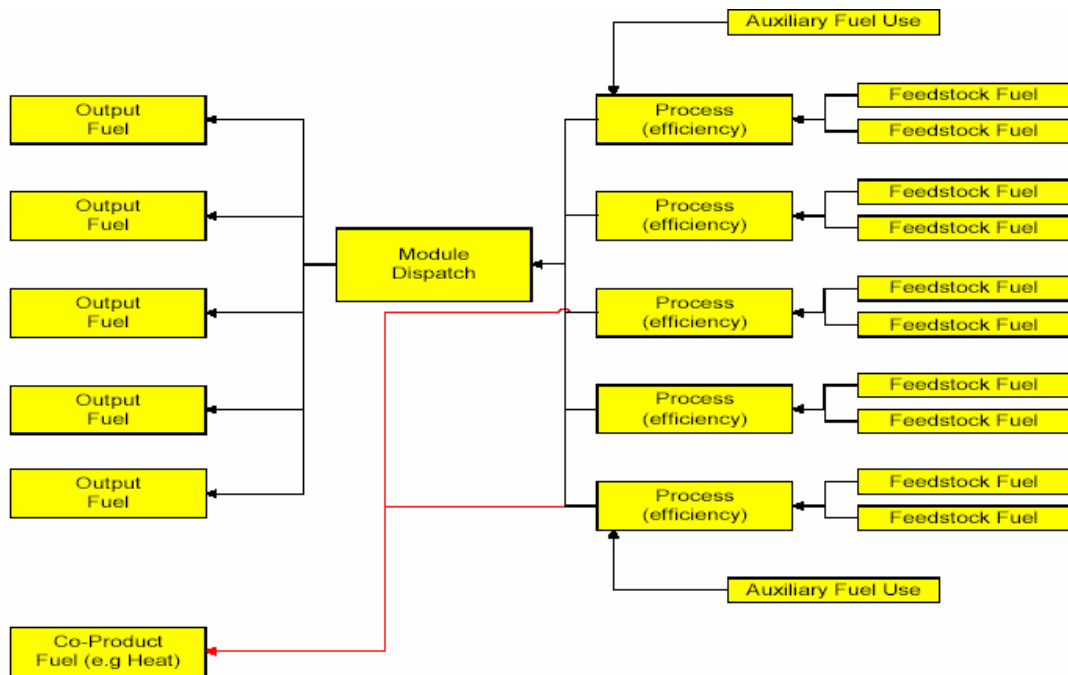 Auxiliary Fuel Use
Output
Fuel
Process
(efficiency)
Feedstock Fuel
Feedstock Fuel
Output
Fuel
Process
(efficiency)
Feedstock Fuel
Feedstock Fuel
Module
Dispatch
Output
Fuel
Process
(efficiency)
Feedstock Fuel
Feedstock Fuel
Output
Fuel
Process
(efficiency)
Feedstock Fuel
Feedstock Fuel
Output
Fuel
Process
(efficiency)
Feedstock Fuel
Feedstock Fuel
Auxiliary Fuel Use
Co-Product
Fuel (e.g Heat)